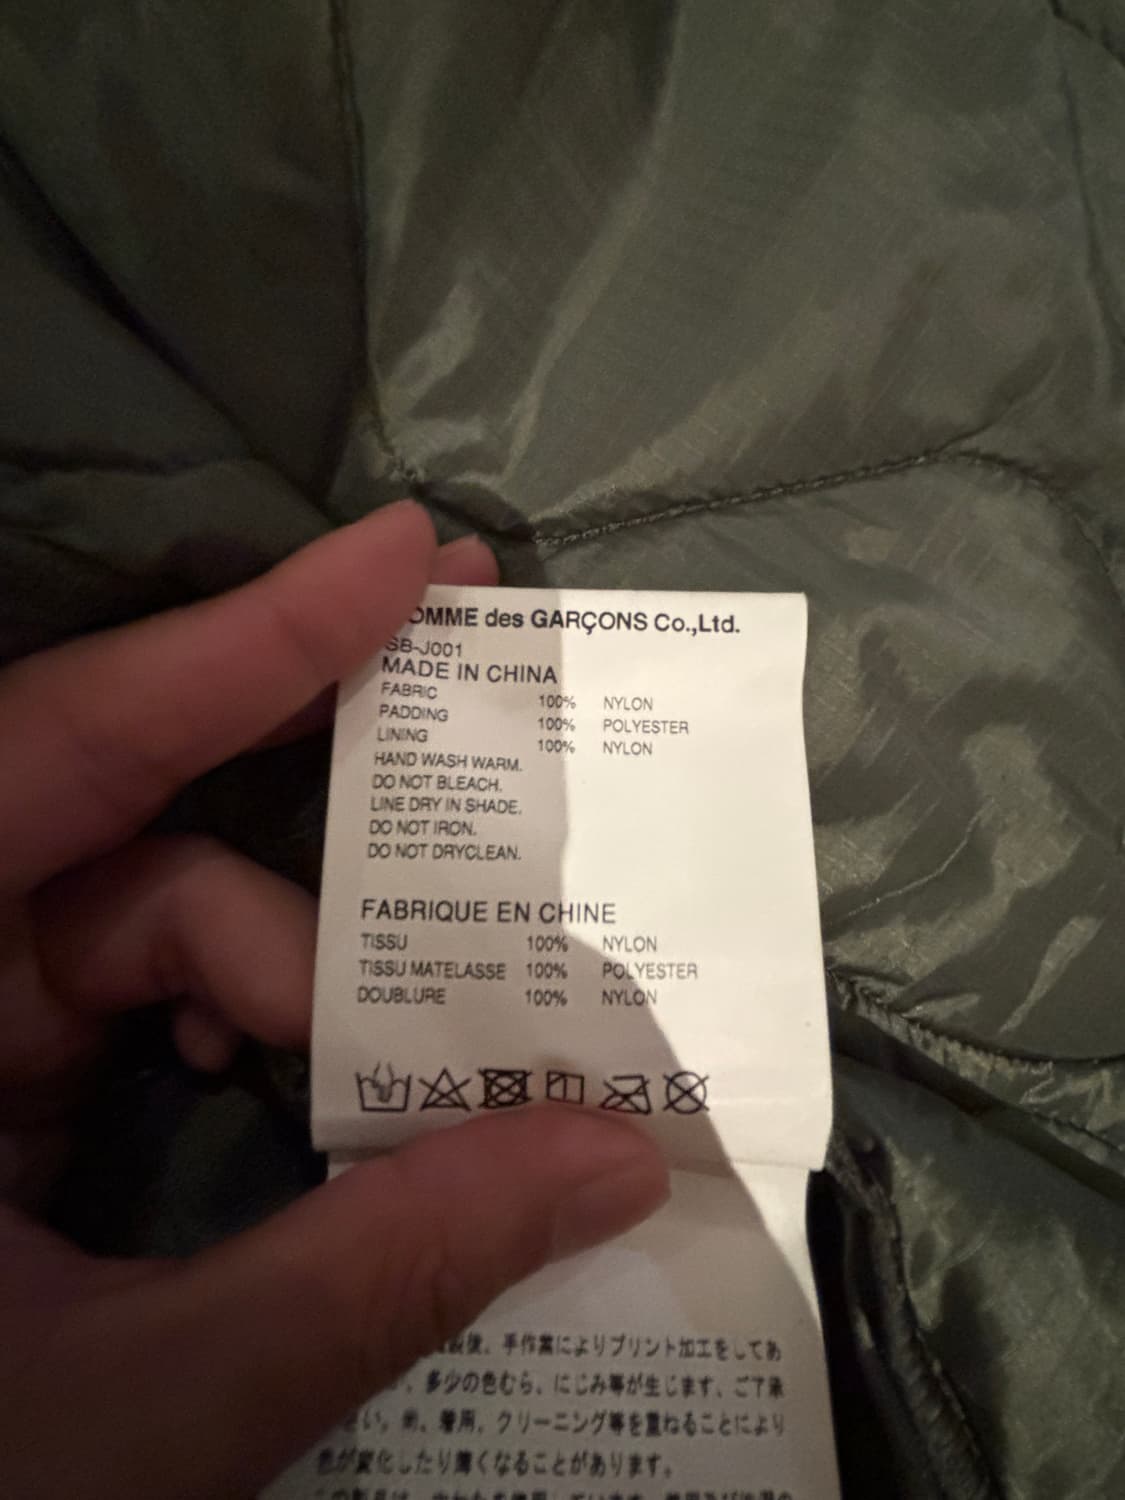 OMME des GARÇONS Co.,Ltd.
SB-J001
MADE IN CHINA
FABRIC 100% NYLON
PADDING 100% POLYESTER
LINING 100% NYLON
HAND WASH WARM.
DO NOT BLEACH.
LINE DRY IN SHADE.
DO NOT IRON.
DO NOT DRYCLEAN.
FABRIQUE EN CHINE
TISSU 100% NYLON
TISSU MATELASSE 100% POLYESTER
DOUBLURE 100% NYLON
後、手作業によりプリント加工をしてあ
、多少の色むら、にじみ等が生じます、ご了承
さい。尚、着用、クリーニング等を重ねることにより
色が変化したり薄くなることがあります。